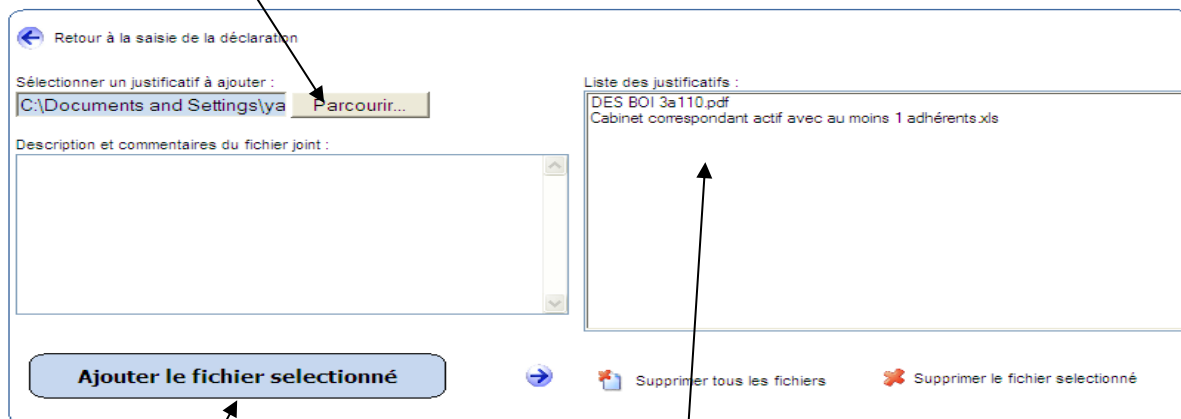 Retour à la saisie de la déclaration
Sélectionner un justificatif à ajouter :
C:\Documents and Settings\ya
Parcourir...
Description et commentaires du fichier joint :
Liste des justificatifs :
DES BOI 3a110.pdf
Cabinet correspondant actif avec au moins 1 adhérents.xls
Ajouter le fichier selectionné
Supprimer tous les fichiers
Supprimer le fichier selectionné